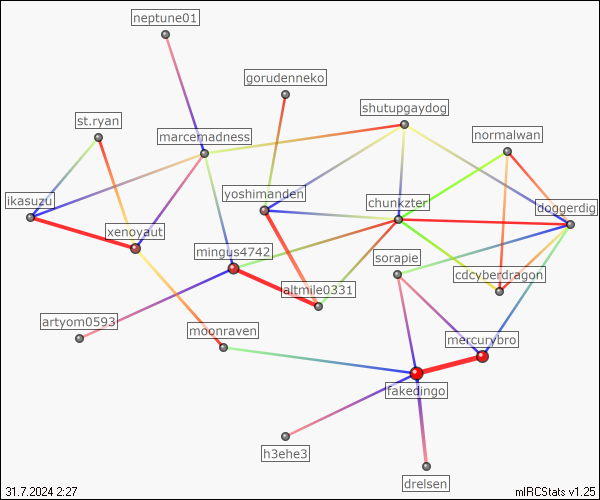 neptune01
gorudenneko
shutupgaydog
st.ryan
normalwan
marcemadness
ikasuzu
yoshimanden
chunkzter
doggerdig
xenoyaut
mingus4742
sorapie
cdcyberdragon
altmile0331
artyom0593
moonraven
mercurybro
fakedingo
h3ehe3
drelsen
31.7.2024 2:27
mIRCStats v1.25